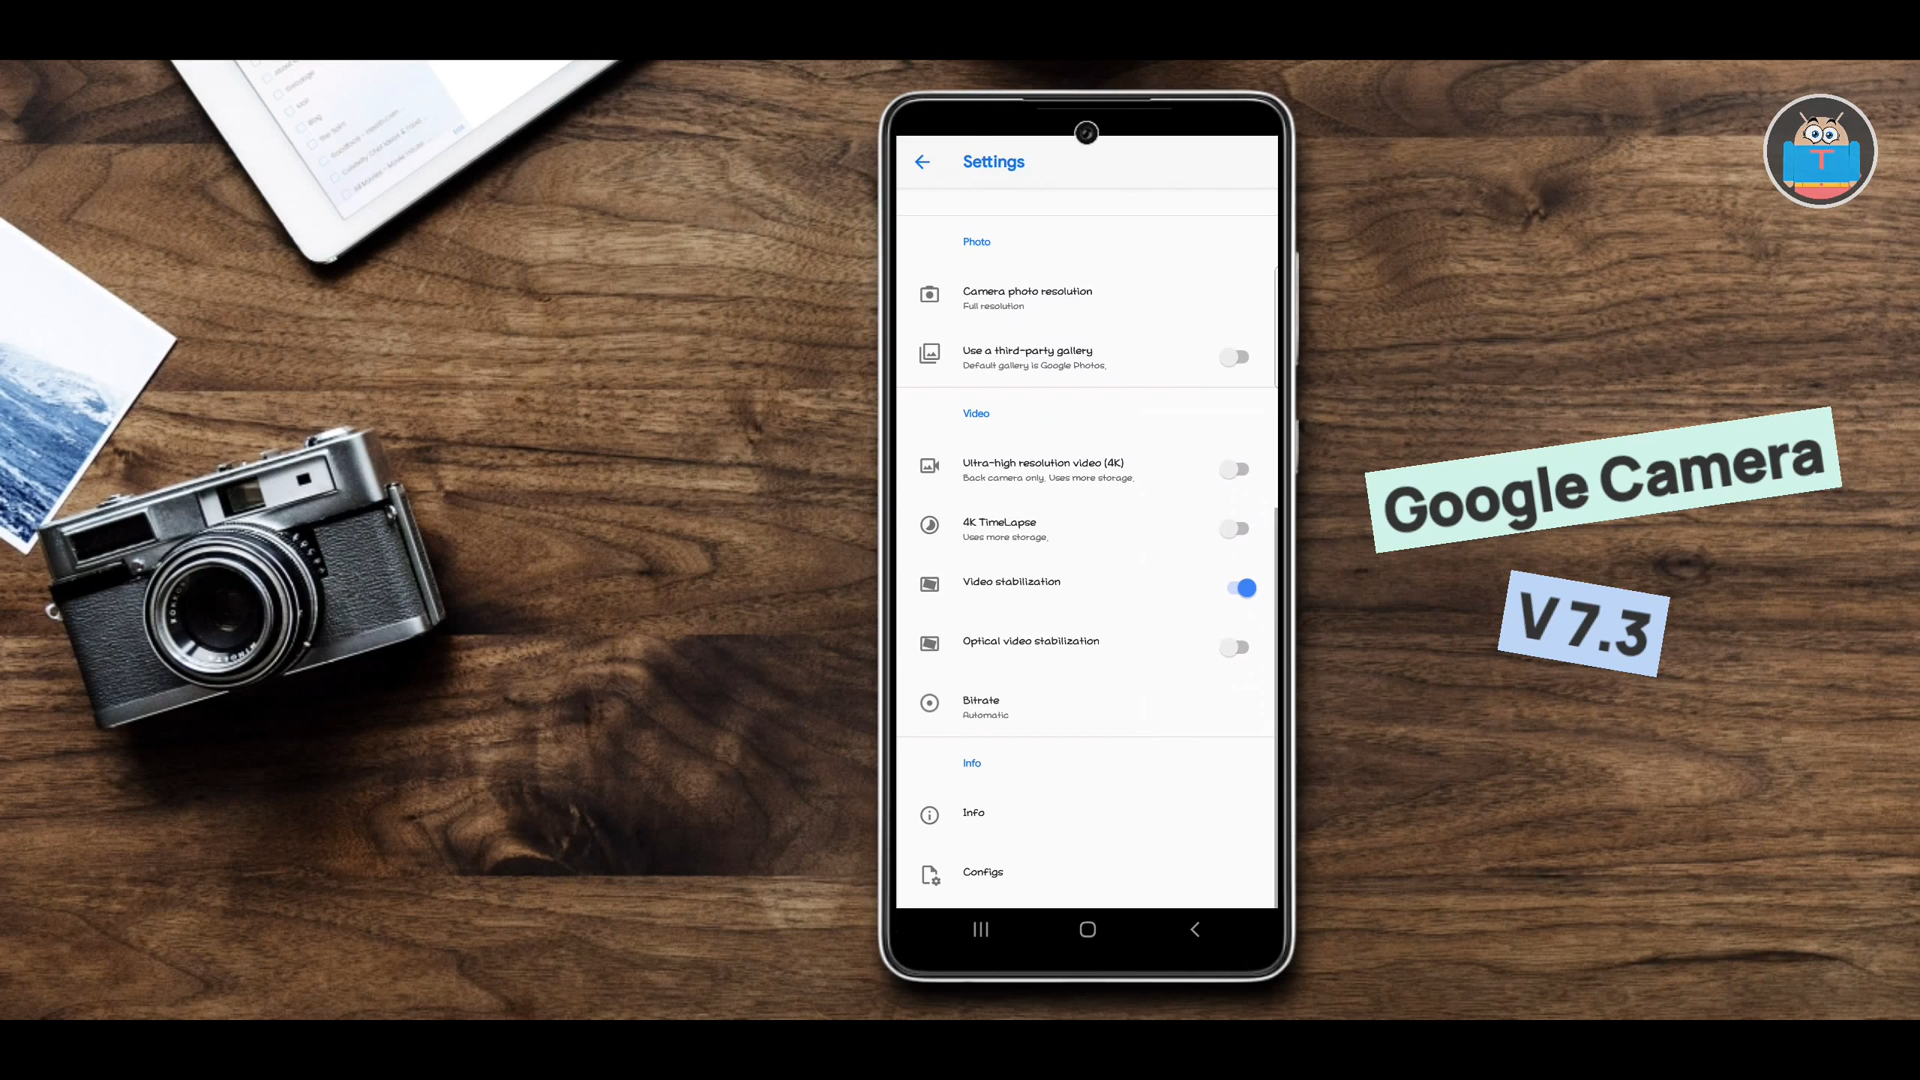 Settings
Photo
Camera photo resolution
Full resolution
Use a third-party gallery
Default gallery is Google Photos.
Video
Ultra-high resolution video (4K)
Back camera only. Uses more storage.
4K TimeLapse
Uses more storage.
Video stabilization
Optical video stabilization
Bitrate
Automatic
Info
Info
Configs
Google Camera
V 7.3
T
Blog